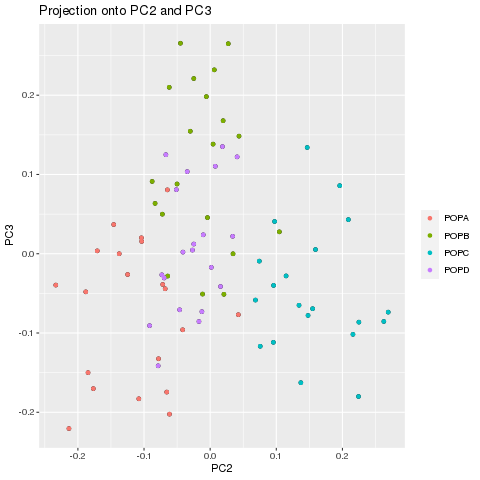 Projection onto PC2 and PC3
PC3
0.2
0.1
0.0
-0.1
-0.2
-0.2
-0.1
0.0
0.1
0.2
PC2
POPA
POPB
POPC
POPD